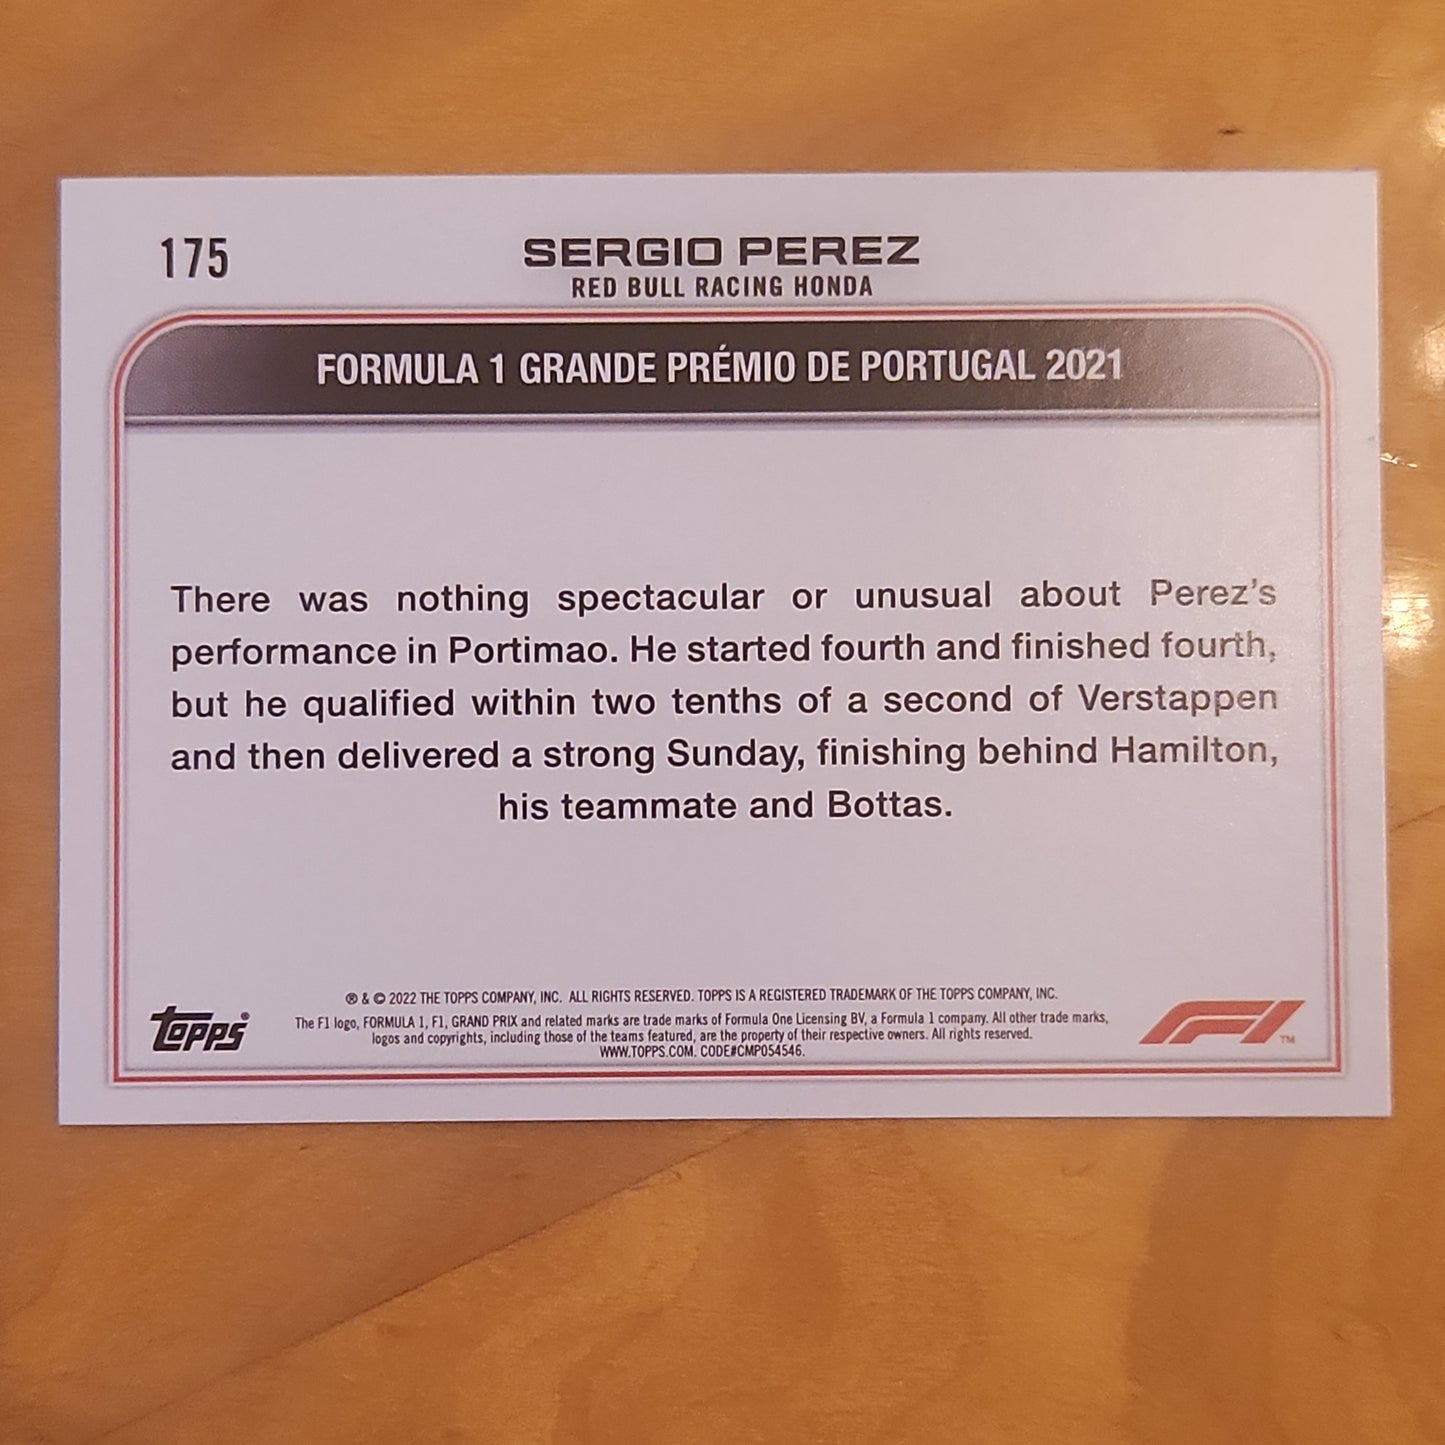 175
SERGIO PEREZ
RED BULL RACING HONDA
FORMULA 1 GRANDE PRÉMIO DE PORTUGAL 2021
There was nothing spectacular or unusual about Perez's
performance in Portimao. He started fourth and finished fourth,
but he qualified within two tenths of a second of Verstappen
and then delivered a strong Sunday, finishing behind Hamilton,
his teammate and Bottas.
® & © 2022 THE TOPPS COMPANY, INC. ALL RIGHTS RESERVED. TOPPS IS A REGISTERED TRADEMARK OF THE TOPPS COMPANY, INC.
The F1 logo, FORMULA 1, F1, GRAND PRIX and related marks are trade marks of Formula One Licensing BV, a Formula 1 company. All other trade marks,
logos and copyrights, including those of the teams featured, are the property of their respective owners. All rights reserved.
WWW.TOPPS.COM. CODE#CMP054546.
topps®
F1™